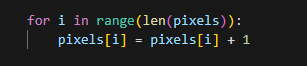 for i in range(len(pixels)):
    pixels[i] = pixels[i] + 1